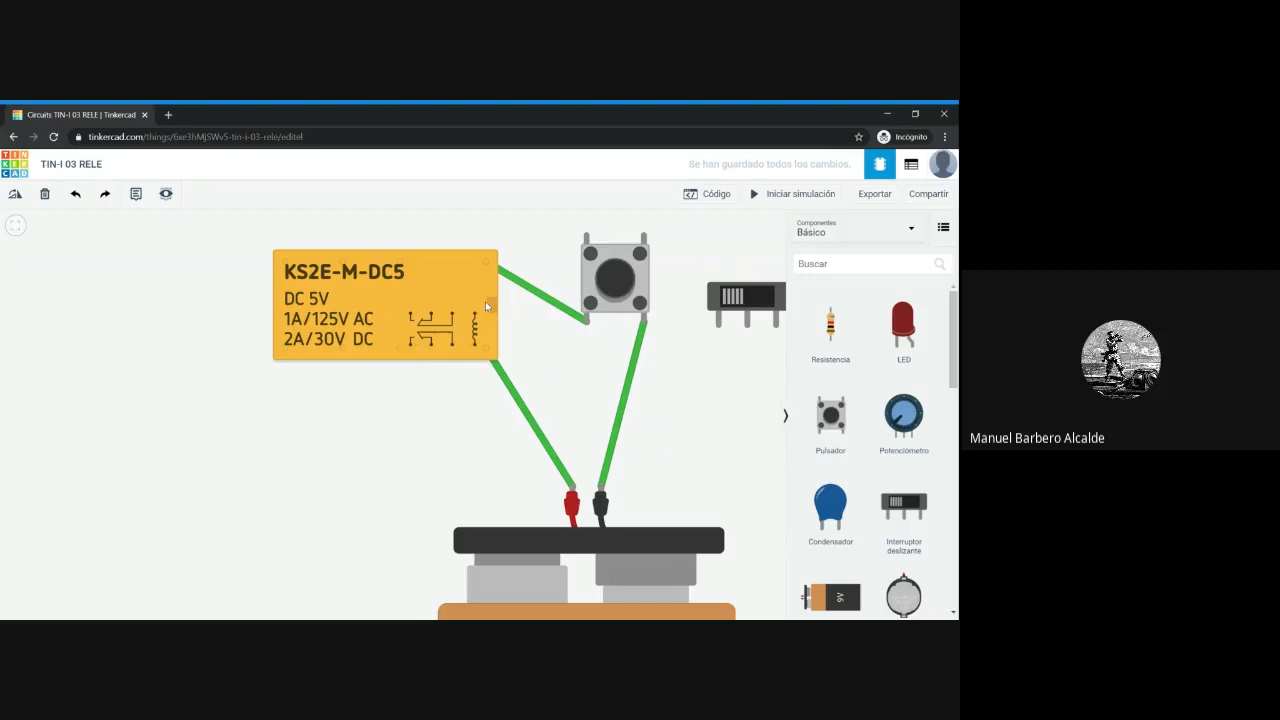 Circuits TIN-I 03 RELE | Tinkercad
tinkercad.com/things/6xe3hMjSWv5-tin-i-03-rele/editel
Incógnito
TIN
KER
CAD
TIN-I 03 RELE
Se han guardado todos los cambios.
Código
Iniciar simulación
Exportar
Compartir
Componentes
Básico
Buscar
KS2E-M-DC5
DC 5V
1A/125V AC
2A/30V DC
Resistencia
LED
Pulsador
Potenciómetro
Condensador
Interruptor
deslizante
9V
Manuel Barbero Alcalde